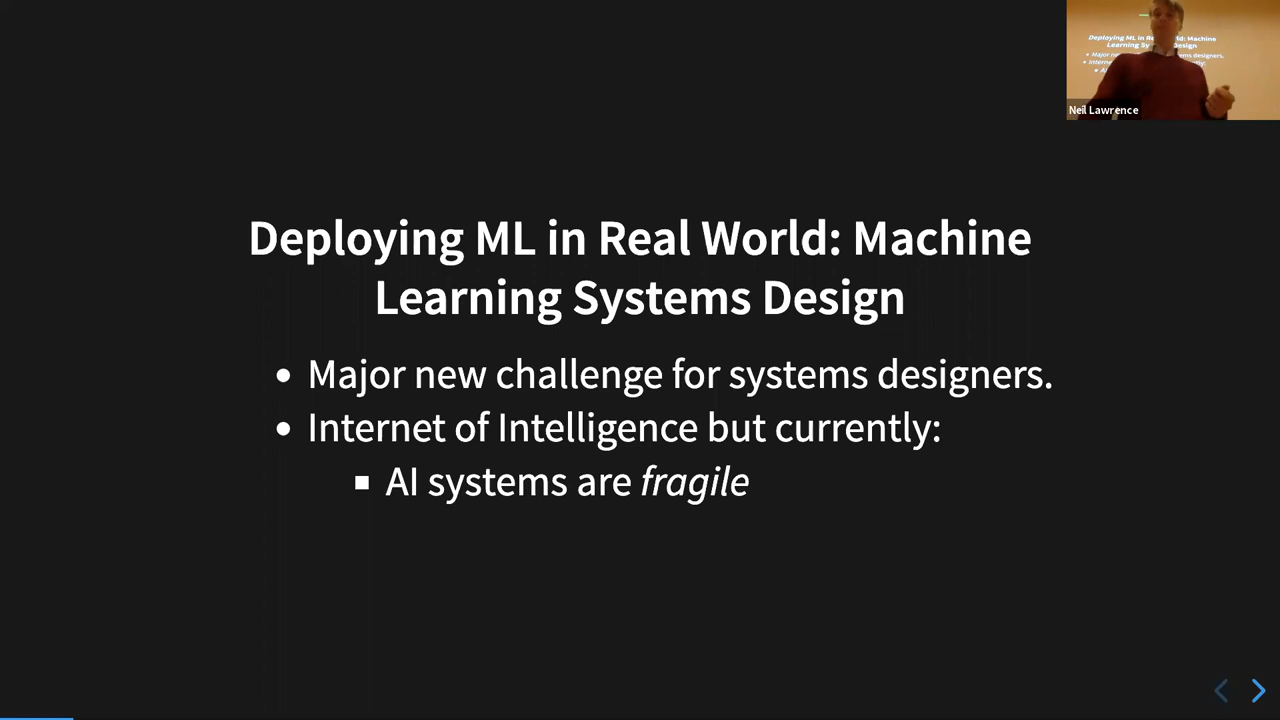 Deploying ML in Real World: Machine
Learning Systems Design
• Major new challenge for systems designers.
• Internet of Intelligence but currently:
▪ AI systems are fragile
Neil Lawrence